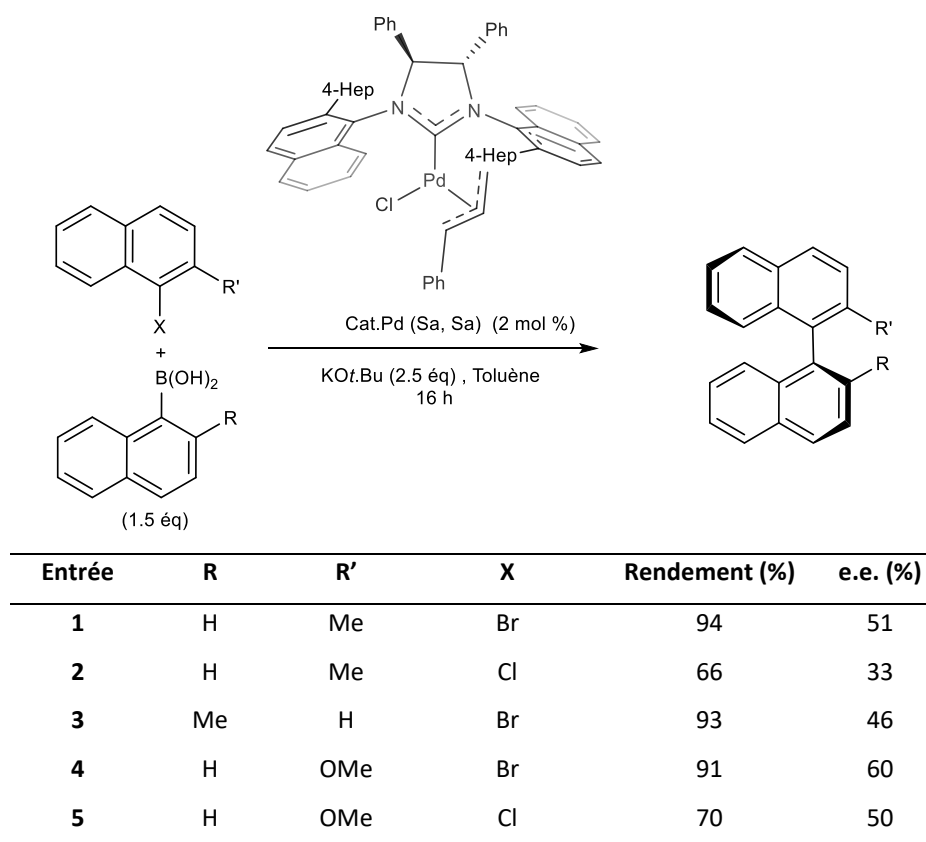 Ph
Ph
4-Hep
N
N
4-Hep
Pd
Cl
Ph
R'
X
+
B(OH)2
R
(1.5 éq)
Cat.Pd (Sa, Sa) (2 mol %)
KOt.Bu (2.5 éq) , Toluène
16 h
R'
R
Entrée R R’ X Rendement (%) e.e. (%)
1 H Me Br 94 51
2 H Me Cl 66 33
3 Me H Br 93 46
4 H OMe Br 91 60
5 H OMe Cl 70 50